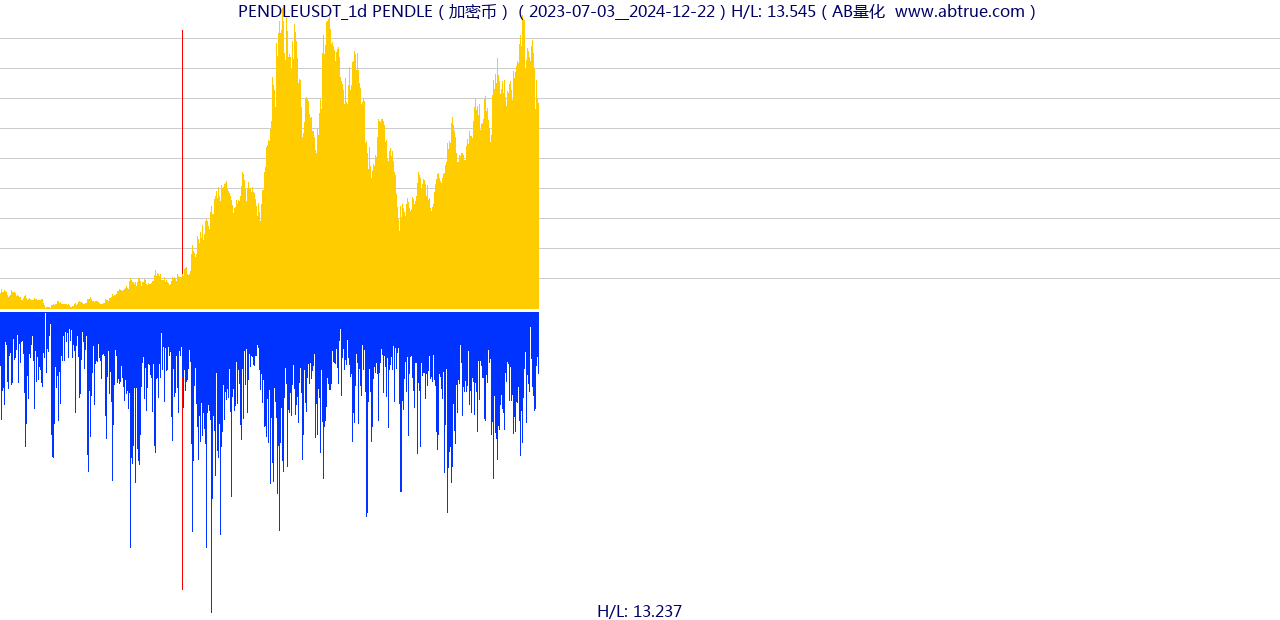 PENDLEUSDT_1d PENDLE ( 加密币 ) ( 2023-07-03__2024-12-22 ) H/L: 13.545 ( AB量化  www.abtrue.com )
H/L: 13.237